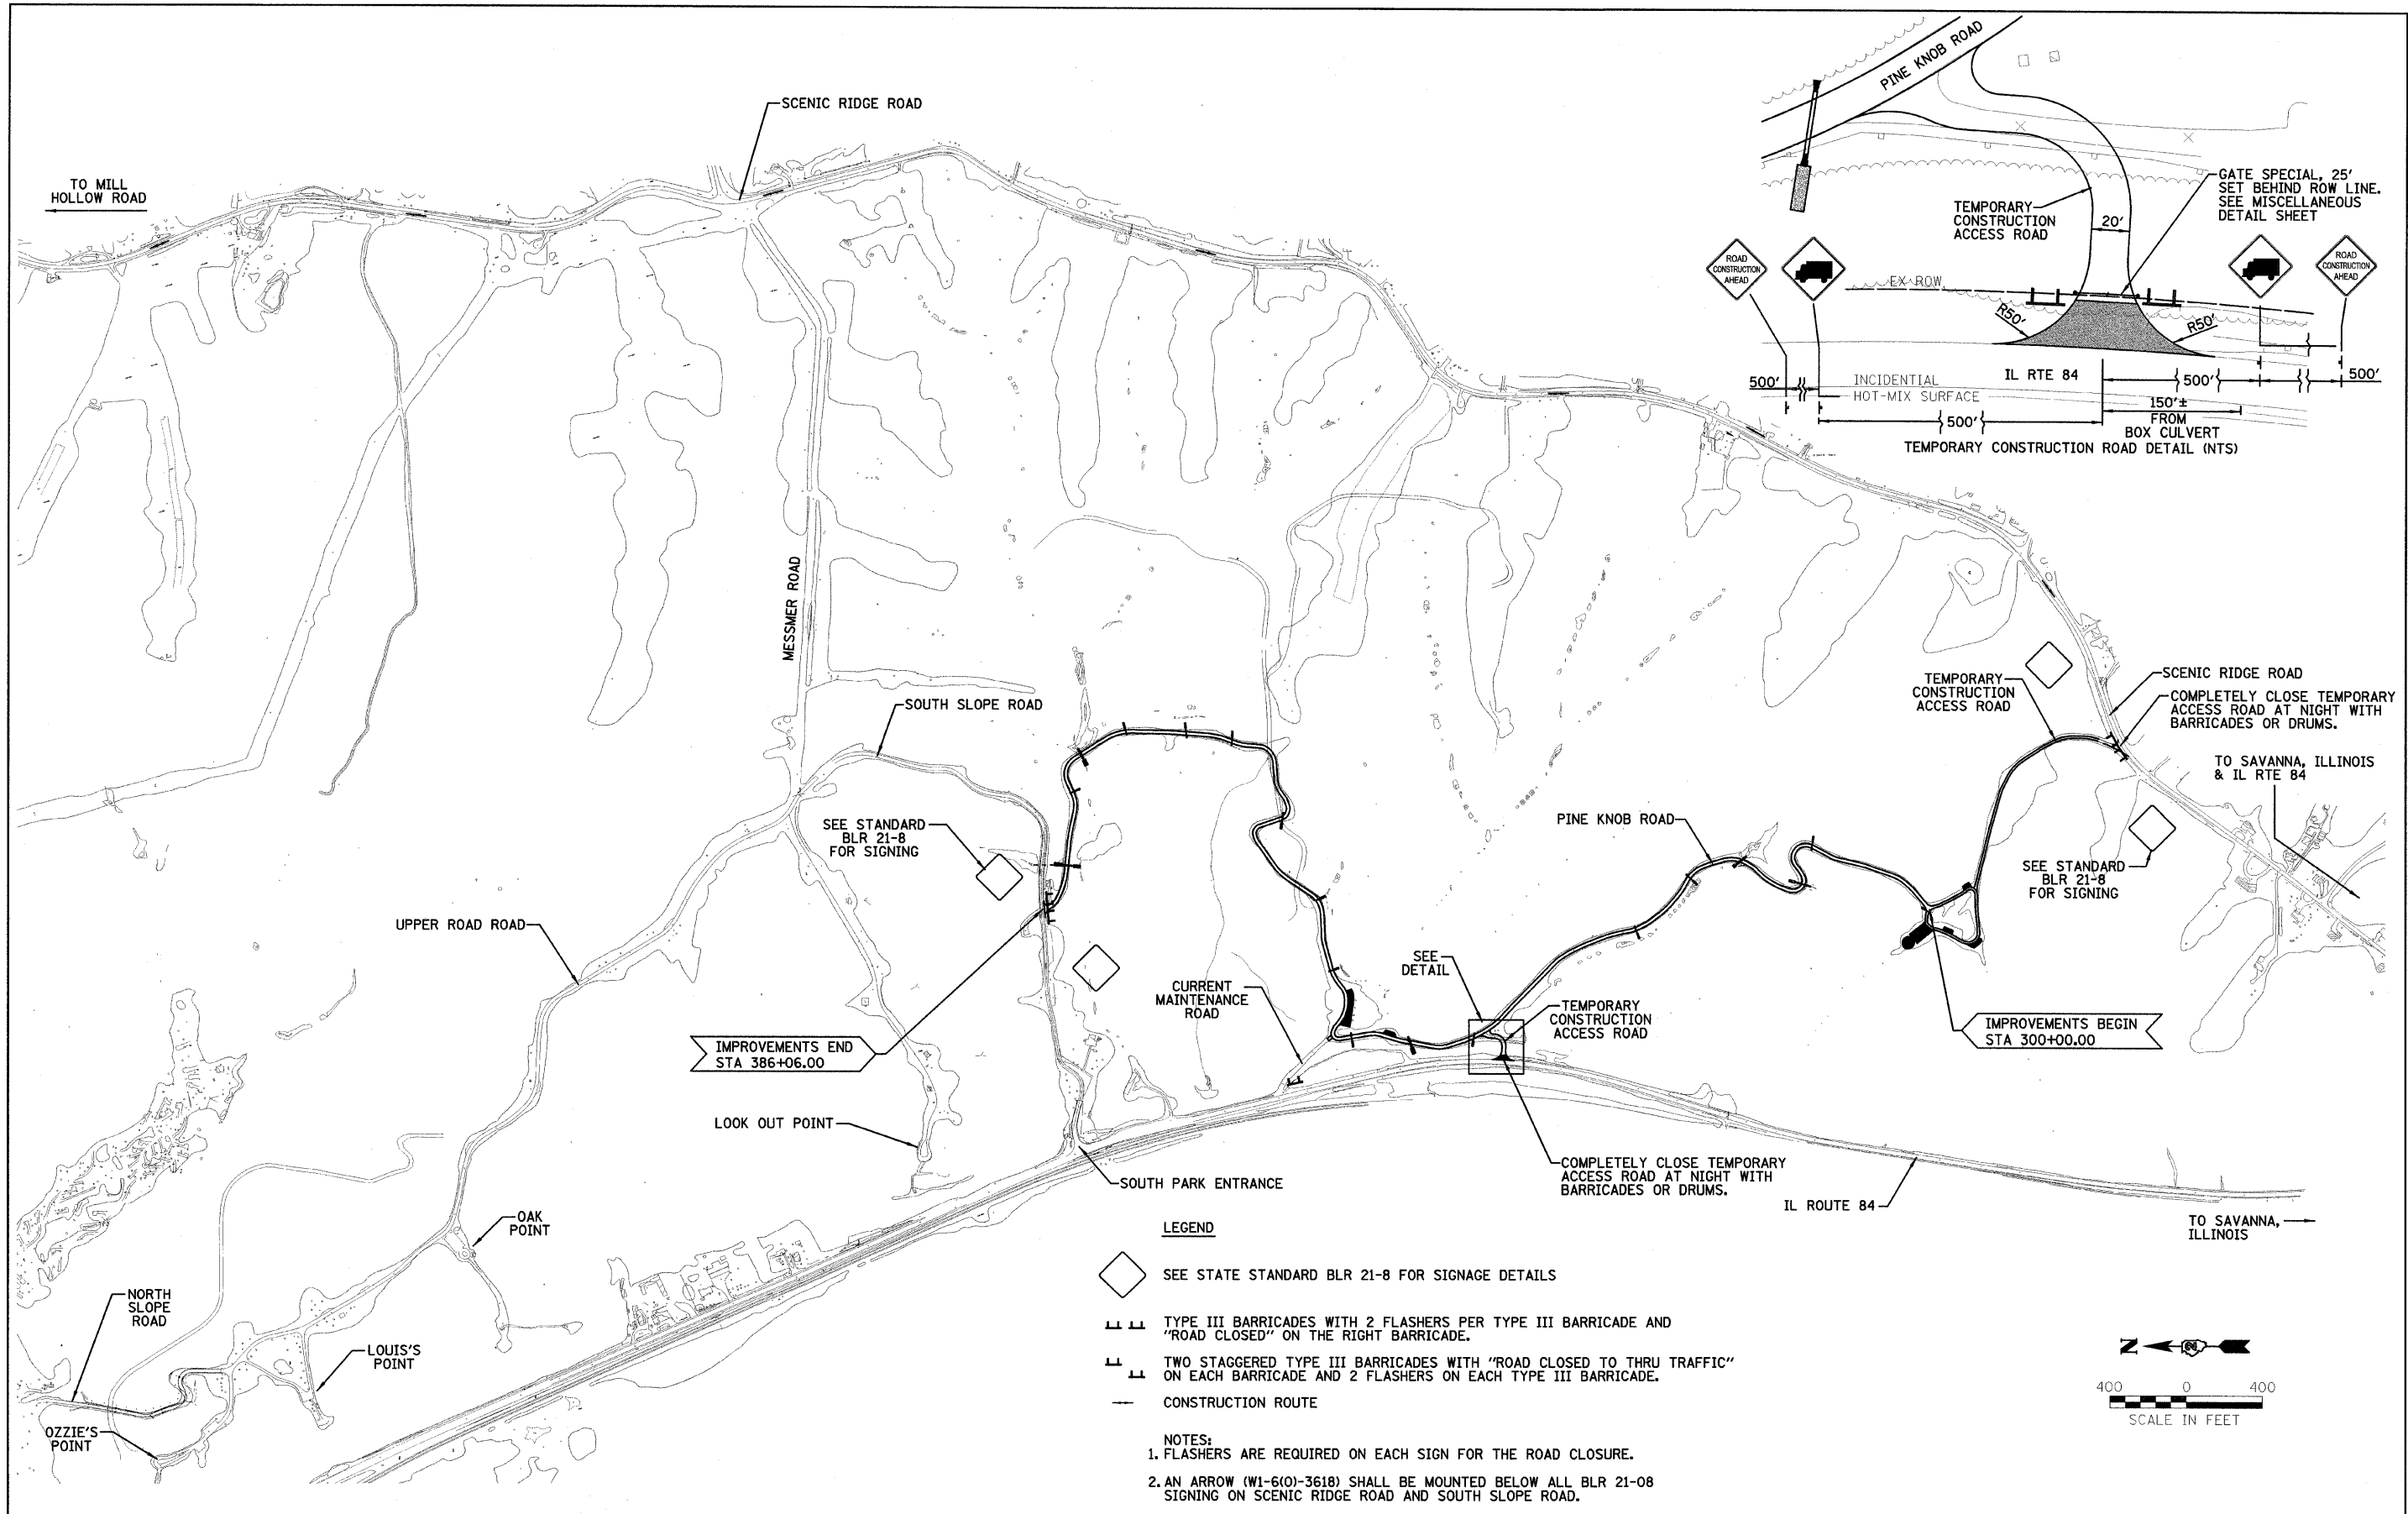 SCENIC RIDGE ROAD
TO MILL
HOLLOW ROAD
PINE KNOB ROAD
GATE SPECIAL, 25'
SET BEHIND ROW LINE.
SEE MISCELLANEOUS
DETAIL SHEET
TEMPORARY
CONSTRUCTION
ACCESS ROAD
20'
ROAD
CONSTRUCTION
AHEAD
ROAD
CONSTRUCTION
AHEAD
EX ROW
R50'
R50'
IL RTE 84
500'
500'
500'
INCIDENTIAL
HOT-MIX SURFACE
500'
150'±
FROM
BOX CULVERT
TEMPORARY CONSTRUCTION ROAD DETAIL (NTS)
MESSMER ROAD
SOUTH SLOPE ROAD
SEE STANDARD
BLR 21-8
FOR SIGNING
UPPER ROAD ROAD
IMPROVEMENTS END
STA 386+06.00
LOOK OUT POINT
CURRENT
MAINTENANCE
ROAD
SEE
DETAIL
TEMPORARY
CONSTRUCTION
ACCESS ROAD
PINE KNOB ROAD
TEMPORARY
CONSTRUCTION
ACCESS ROAD
SCENIC RIDGE ROAD
COMPLETELY CLOSE TEMPORARY
ACCESS ROAD AT NIGHT WITH
BARRICADES OR DRUMS.
TO SAVANNA, ILLINOIS
& IL RTE 84
SEE STANDARD
BLR 21-8
FOR SIGNING
IMPROVEMENTS BEGIN
STA 300+00.00
SOUTH PARK ENTRANCE
COMPLETELY CLOSE TEMPORARY
ACCESS ROAD AT NIGHT WITH
BARRICADES OR DRUMS.
IL ROUTE 84
TO SAVANNA,
ILLINOIS
OAK
POINT
NORTH
SLOPE
ROAD
LOUIS'S
POINT
OZZIE'S
POINT
LEGEND
SEE STATE STANDARD BLR 21-8 FOR SIGNAGE DETAILS
TYPE III BARRICADES WITH 2 FLASHERS PER TYPE III BARRICADE AND
"ROAD CLOSED" ON THE RIGHT BARRICADE.
TWO STAGGERED TYPE III BARRICADES WITH "ROAD CLOSED TO THRU TRAFFIC"
ON EACH BARRICADE AND 2 FLASHERS ON EACH TYPE III BARRICADE.
CONSTRUCTION ROUTE
NOTES:
1. FLASHERS ARE REQUIRED ON EACH SIGN FOR THE ROAD CLOSURE.
2. AN ARROW (W1-6(O)-3618) SHALL BE MOUNTED BELOW ALL BLR 21-08
SIGNING ON SCENIC RIDGE ROAD AND SOUTH SLOPE ROAD.
N
400 0 400
SCALE IN FEET